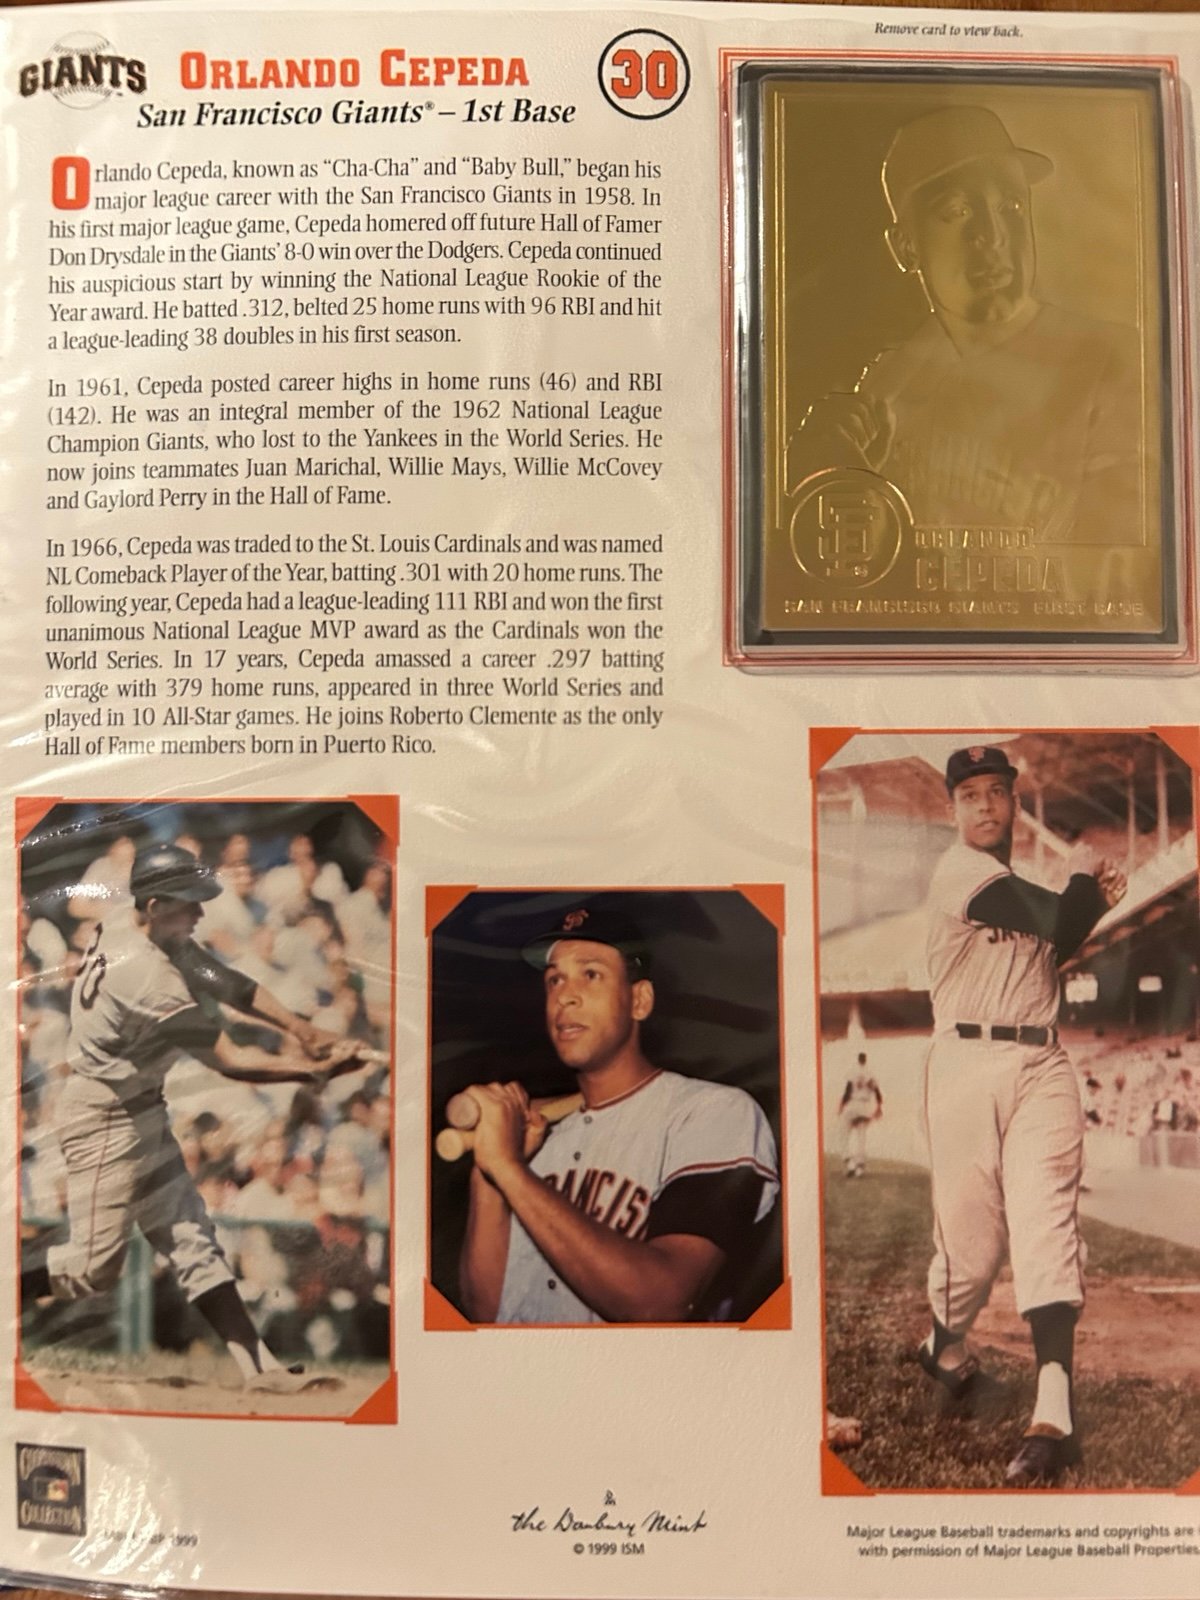 Remove card to view back.
GIANTS
ORLANDO CEPEDA
30
San Francisco Giants® – 1st Base
Orlando Cepeda, known as “Cha-Cha” and “Baby Bull,” began his
major league career with the San Francisco Giants in 1958. In
his first major league game, Cepeda homered off future Hall of Famer
Don Drysdale in the Giants’ 8-0 win over the Dodgers. Cepeda continued
his auspicious start by winning the National League Rookie of the
Year award. He batted .312, belted 25 home runs with 96 RBI and hit
a league-leading 38 doubles in his first season.
In 1961, Cepeda posted career highs in home runs (46) and RBI
(142). He was an integral member of the 1962 National League
Champion Giants, who lost to the Yankees in the World Series. He
now joins teammates Juan Marichal, Willie Mays, Willie McCovey
and Gaylord Perry in the Hall of Fame.
In 1966, Cepeda was traded to the St. Louis Cardinals and was named
NL Comeback Player of the Year, batting .301 with 20 home runs. The
following year, Cepeda had a league-leading 111 RBI and won the first
unanimous National League MVP award as the Cardinals won the
World Series. In 17 years, Cepeda amassed a career .297 batting
average with 379 home runs, appeared in three World Series and
played in 10 All-Star games. He joins Roberto Clemente as the only
Hall of Fame members born in Puerto Rico.
SF
ORLANDO
CEPEDA
SAN FRANCISCO GIANTS FIRST BASE
SF
FRANCIS
SF
COOPERSTOWN
COLLECTION
1999
the Danbury Mint
© 1999 ISM
Major League Baseball trademarks and copyrights are
with permission of Major League Baseball Properties